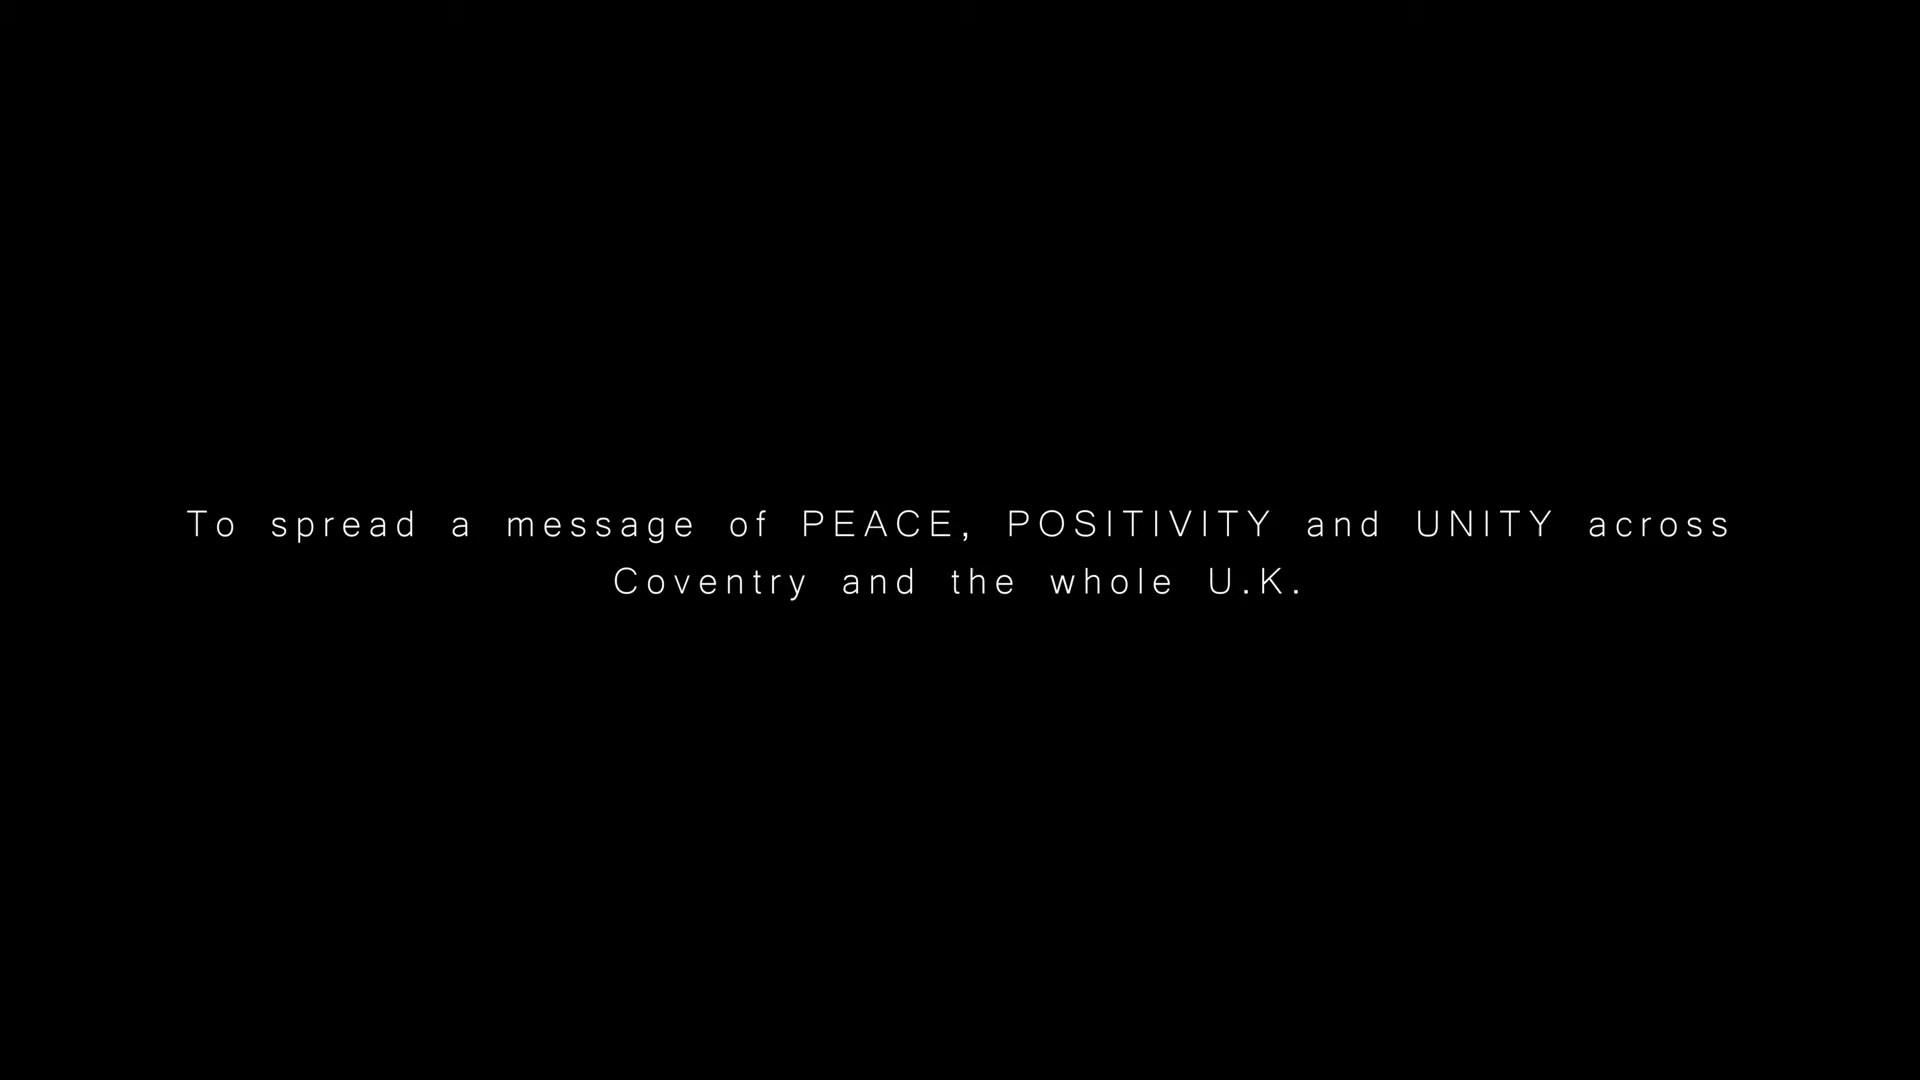 To spread a message of PEACE, POSITIVITY and UNITY across
Coventry and the whole U.K.